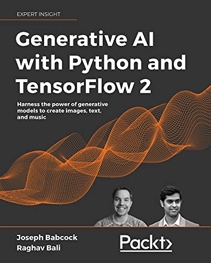 EXPERT INSIGHT
Generative AI
with Python and
TensorFlow 2
Harness the power of generative
models to create images, text,
and music
Joseph Babcock
Raghav Bali
Packt>